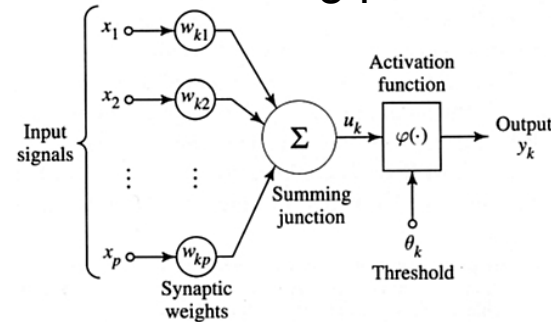 x1
wk1
Activation
function
x2
wk2
Input
signals
Σ
uk
φ(·)
Output
yk
Summing
junction
θk
Threshold
xp
wkp
Synaptic
weights